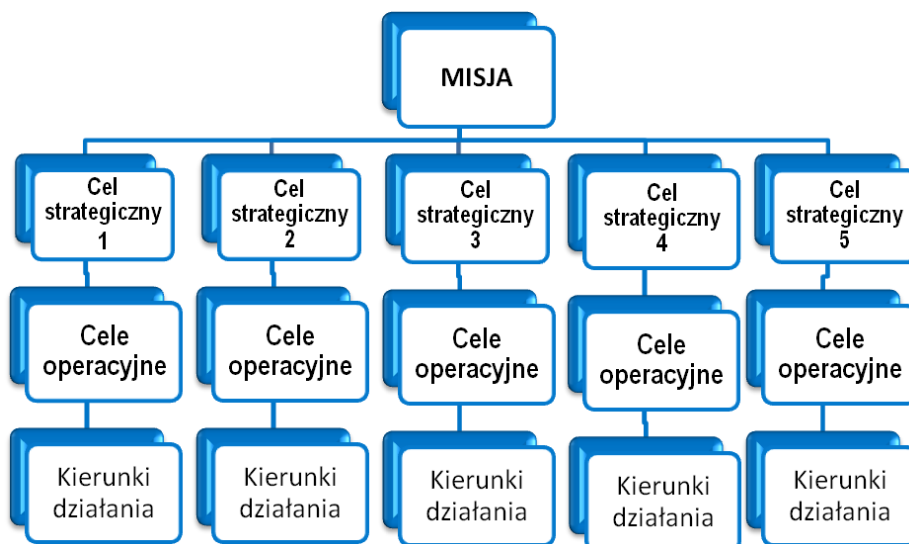 MISJA
Cel
strategiczny
1
Cel
strategiczny
2
Cel
strategiczny
3
Cel
strategiczny
4
Cel
strategiczny
5
Cele
operacyjne
Cele
operacyjne
Cele
operacyjne
Cele
operacyjne
Cele
operacyjne
Kierunki
działania
Kierunki
działania
Kierunki
działania
Kierunki
działania
Kierunki
działania